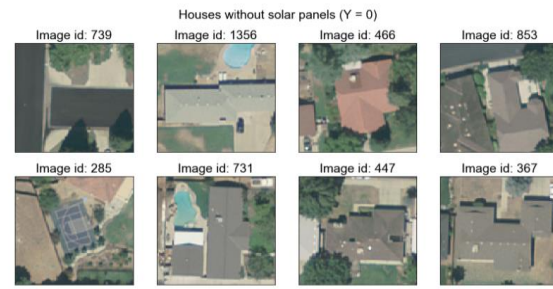 Houses without solar panels (Y = 0)
Image id: 739
Image id: 1356
Image id: 466
Image id: 853
Image id: 285
Image id: 731
Image id: 447
Image id: 367